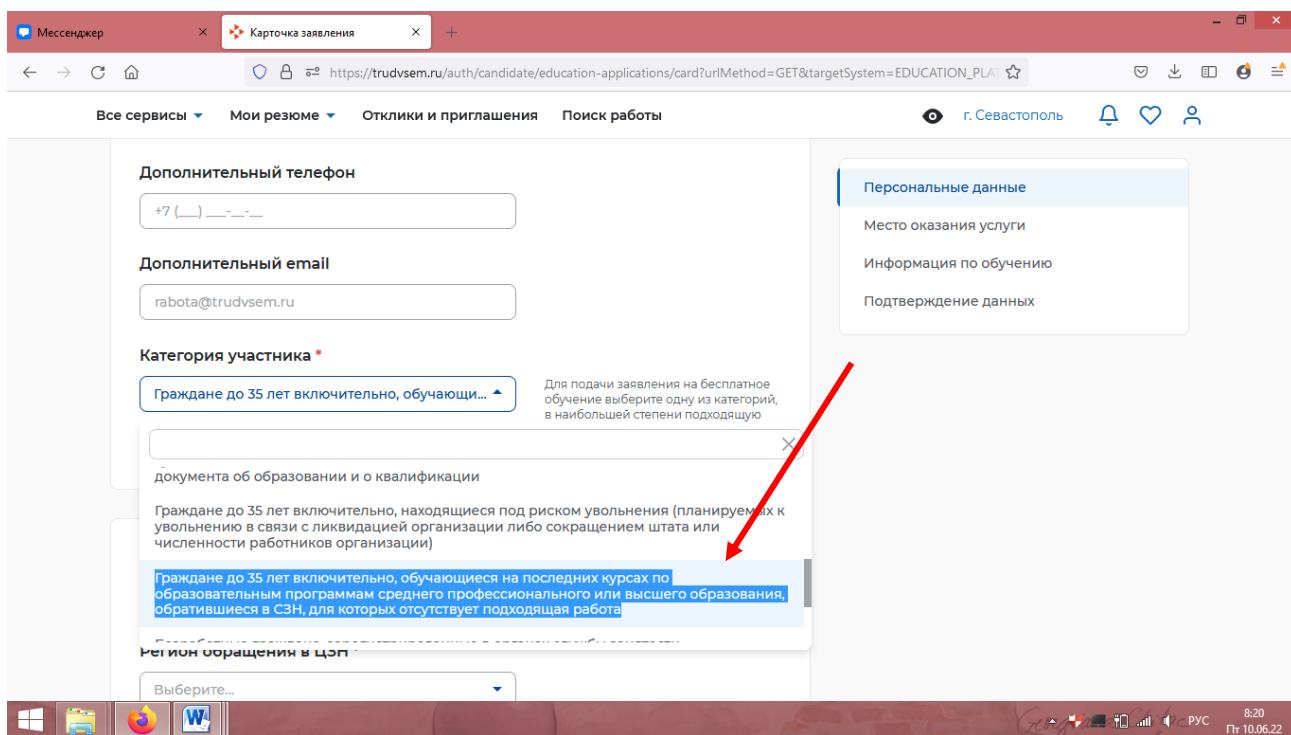 Мессенджер
Карточка заявления
https://trudvsem.ru/auth/candidate/education-applications/card?urlMethod=GET&targetSystem=EDUCATION_PLA
Все сервисы Мои резюме Отклики и приглашения Поиск работы г. Севастополь
Дополнительный телефон
+7 (__) ___-__-__
Дополнительный email
rabota@trudvsem.ru
Категория участника *
Граждане до 35 лет включительно, обучающи...
Для подачи заявления на бесплатное
обучение выберите одну из категорий,
в наибольшей степени подходящую
документа об образовании и о квалификации
Граждане до 35 лет включительно, находящиеся под риском увольнения (планируемых к
увольнению в связи с ликвидацией организации либо сокращением штата или
численности работников организации)
Граждане до 35 лет включительно, обучающиеся на последних курсах по
образовательным программам среднего профессионального или высшего образования,
обратившиеся в СЗН, для которых отсутствует подходящая работа
Регион обращения в ЦЗН
Выберите...
Персональные данные
Место оказания услуги
Информация по обучению
Подтверждение данных
РУС
8:20
Пт 10.06.22